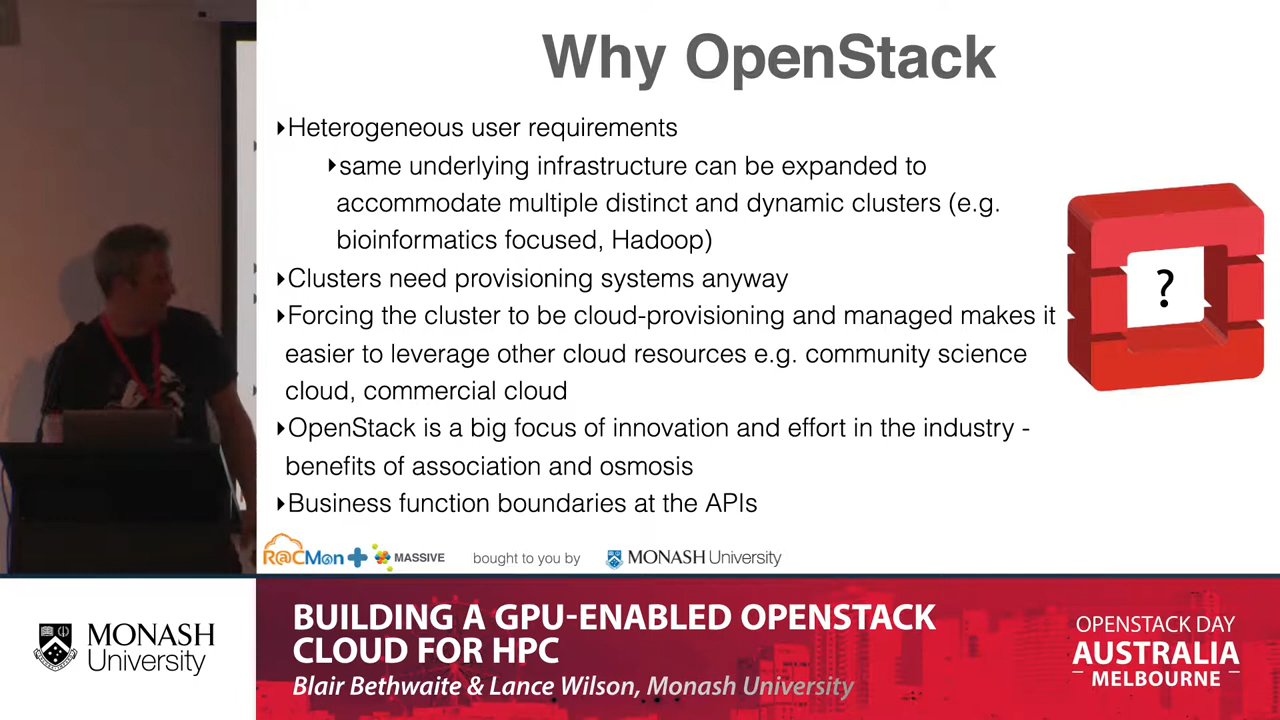 Why OpenStack
‣Heterogeneous user requirements
‣same underlying infrastructure can be expanded to
accommodate multiple distinct and dynamic clusters (e.g.
bioinformatics focused, Hadoop)
‣Clusters need provisioning systems anyway
‣Forcing the cluster to be cloud-provisioning and managed makes it
easier to leverage other cloud resources e.g. community science
cloud, commercial cloud
‣OpenStack is a big focus of innovation and effort in the industry -
benefits of association and osmosis
‣Business function boundaries at the APIs
?
R@CMon
MASSIVE
bought to you by
MONASH University
MONASH
University
BUILDING A GPU-ENABLED OPENSTACK
CLOUD FOR HPC
Blair Bethwaite & Lance Wilson, Monash University
OPENSTACK DAY
AUSTRALIA
– MELBOURNE –